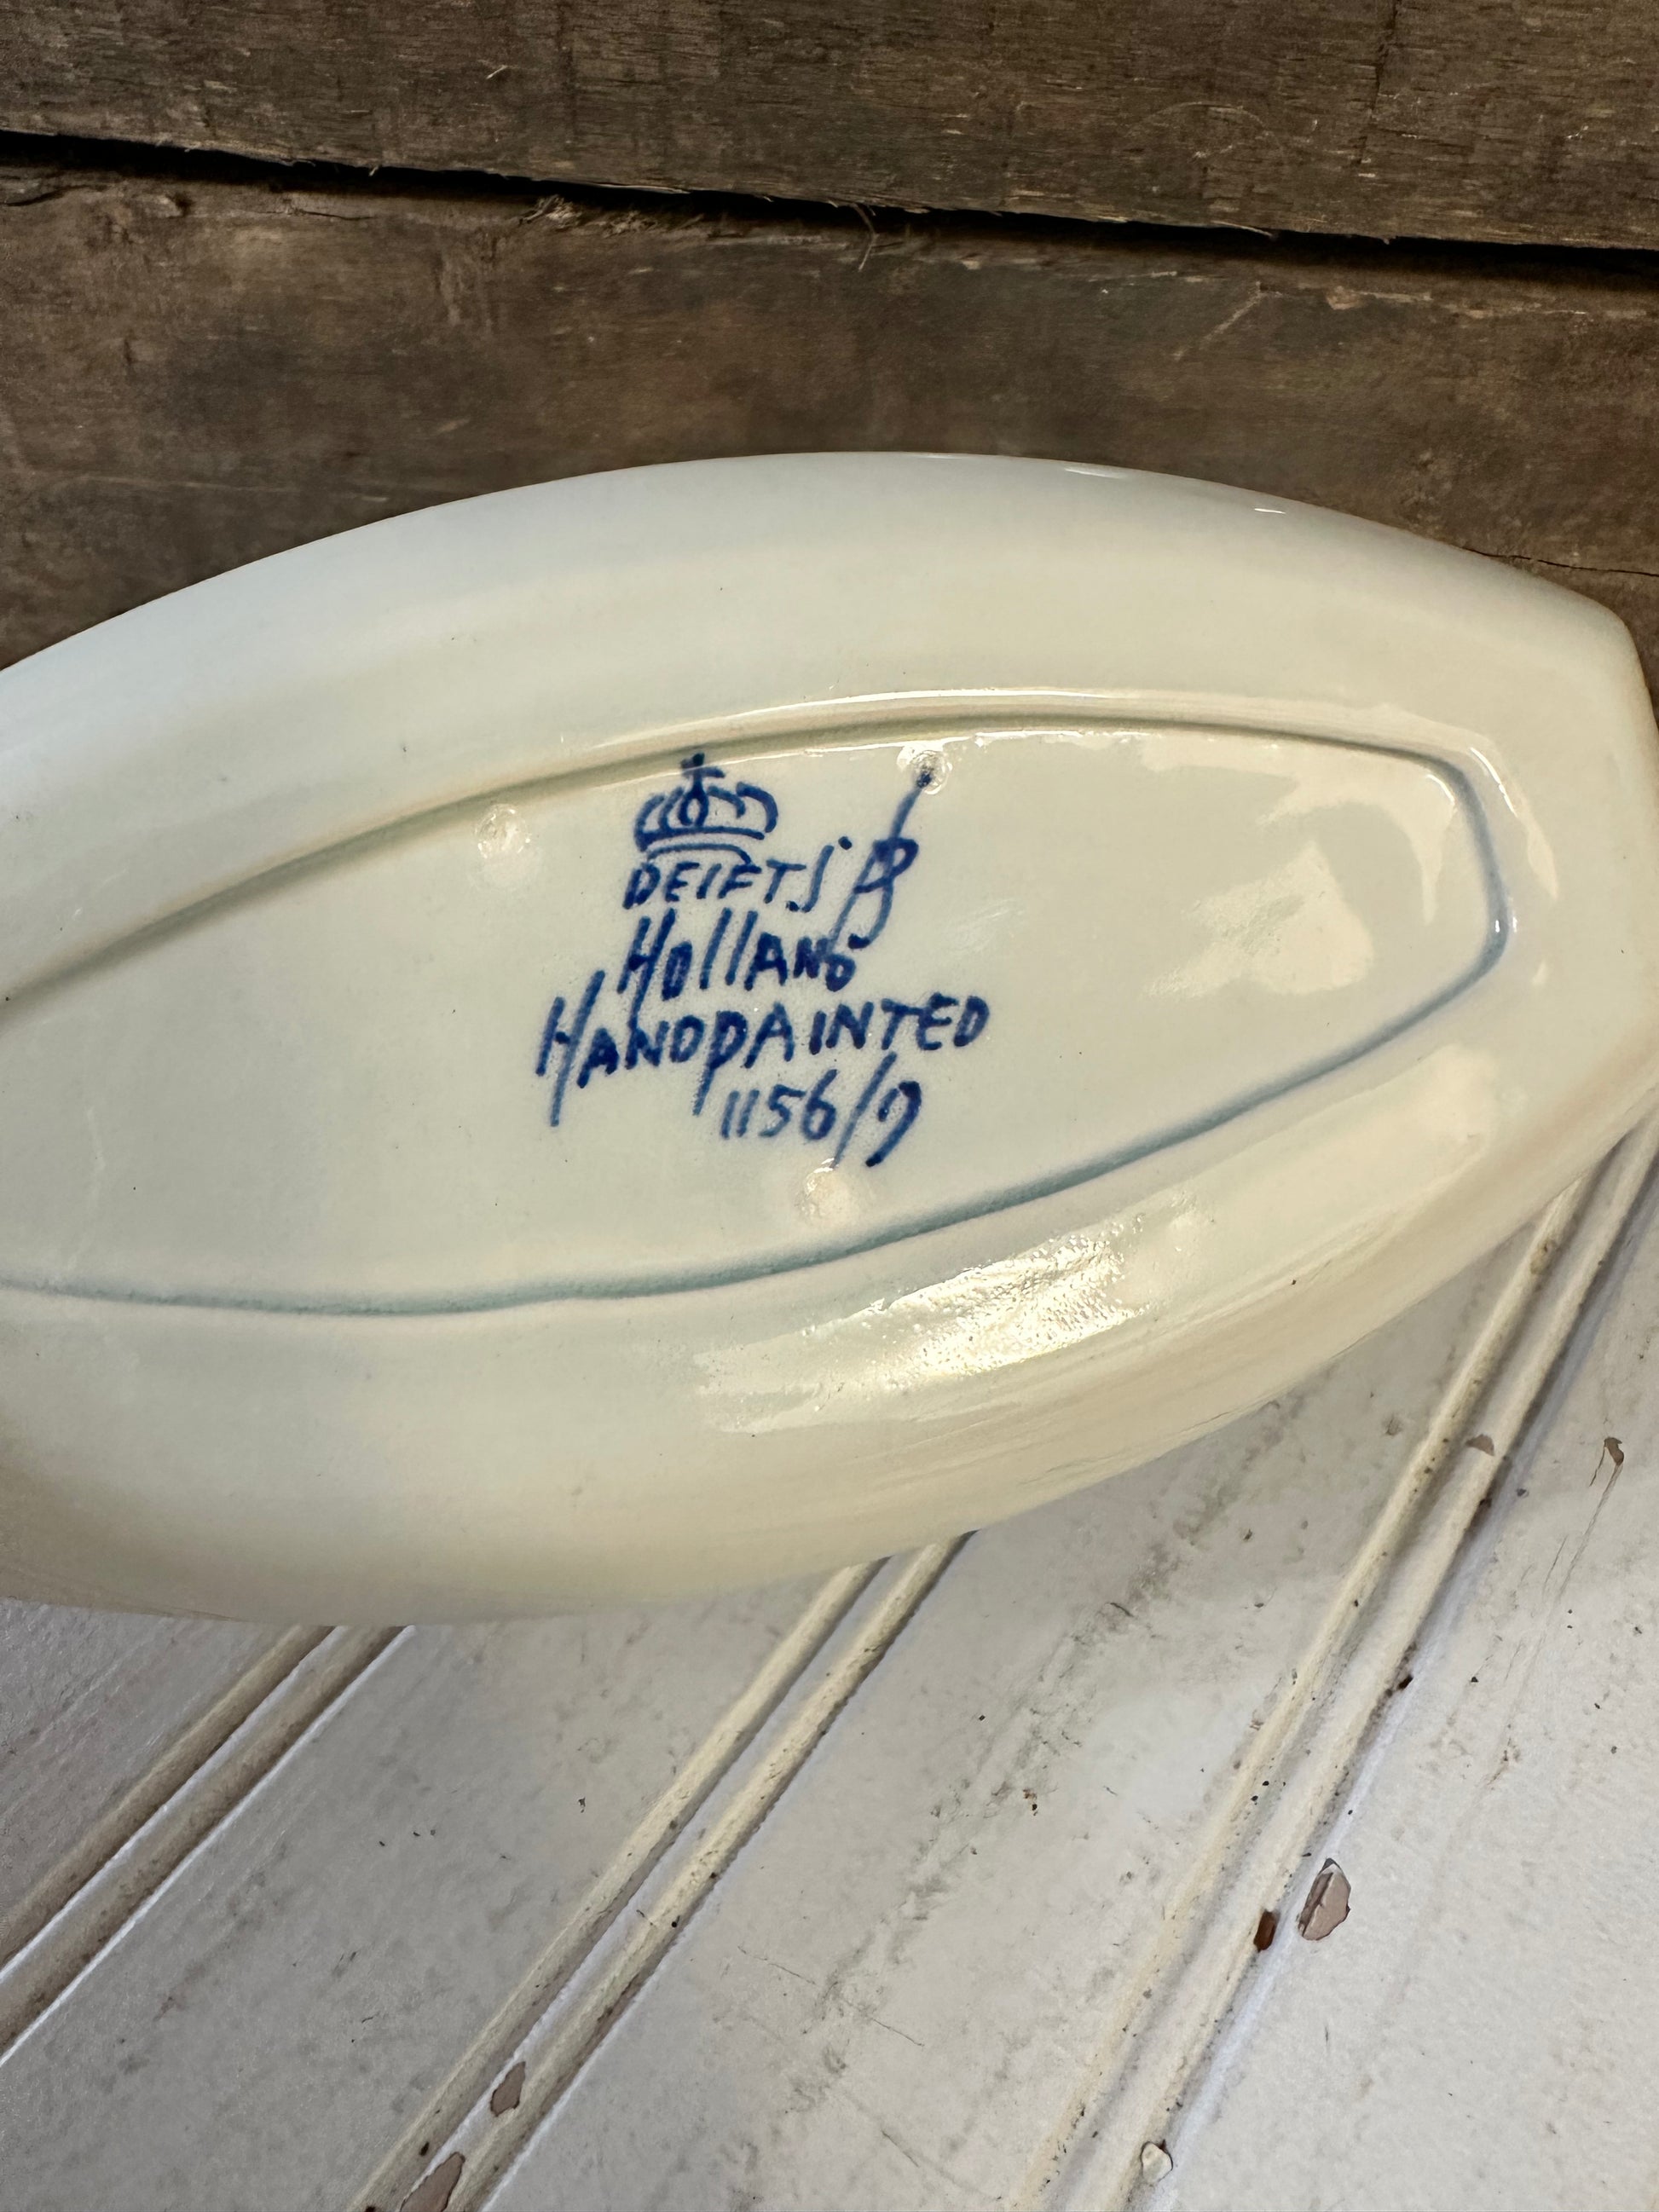 DElFTS
HollAND
HANDpAINTED
1156/9